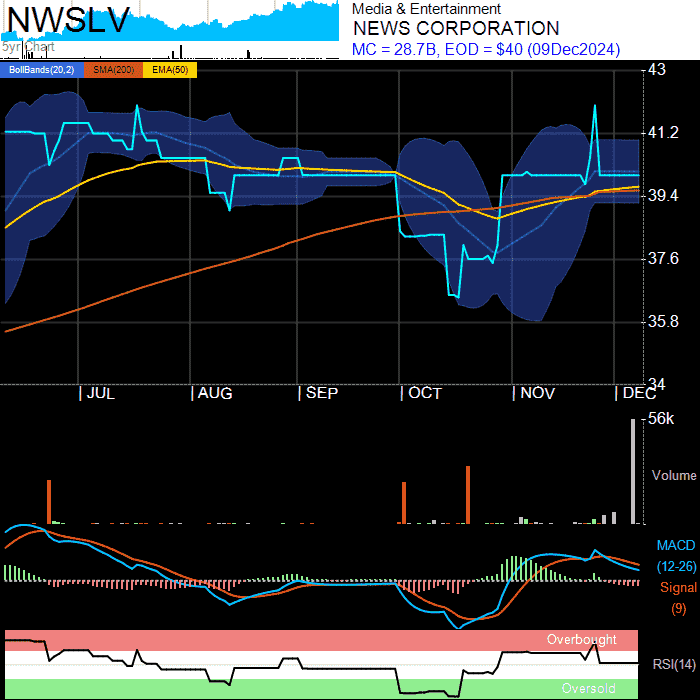 NWSLV
5yr Chart
Media & Entertainment
NEWS CORPORATION
MC = 28.7B, EOD = $40 (09Dec2024)
BollBands(20,2) SMA(200) EMA(50)
43
41.2
39.4
37.6
35.8
34
JUL AUG SEP OCT NOV DEC
56k
Volume
MACD
(12-26)
Signal
(9)
Overbought
RSI(14)
Oversold